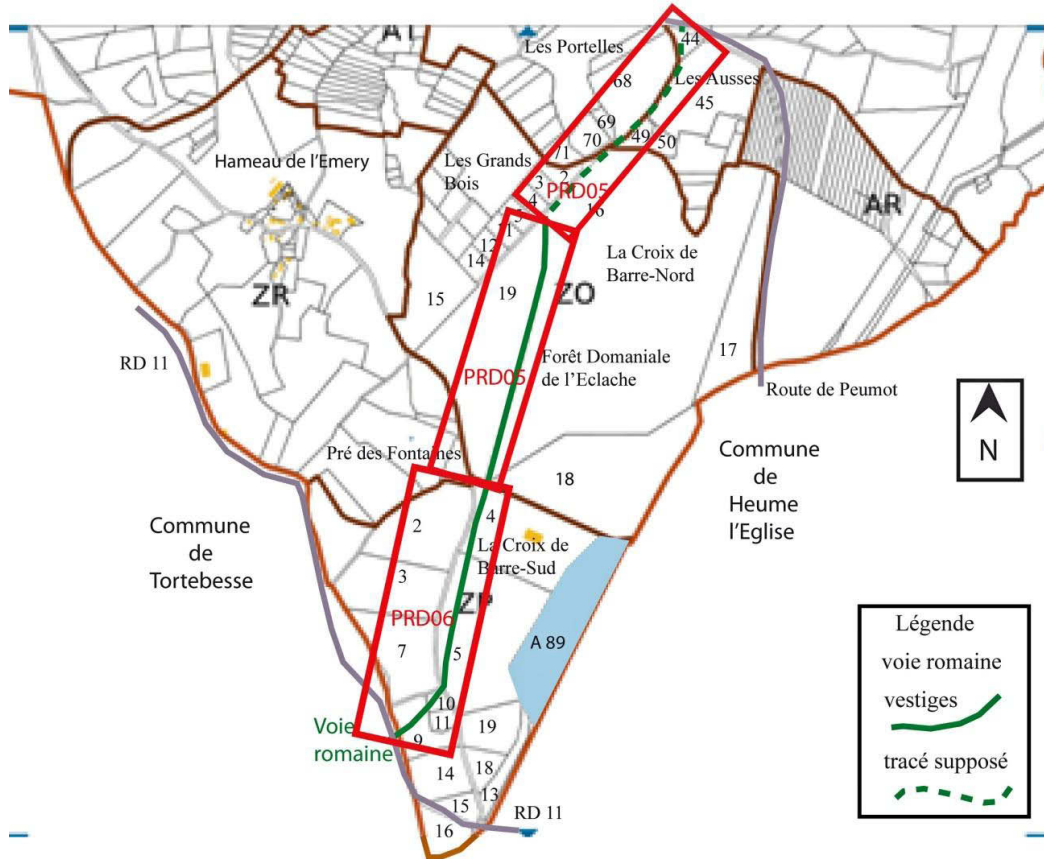 A1
44
Les Portelles
68
Les Ausses
45
69
70
49
50
71
Les Grands
Bois
Hameau de l'Emery
2
3
4
PRD05
16
5
1
12
14
AR
La Croix de
Barre-Nord
ZR
15
19
ZO
RD 11
PRD05
Forêt Domaniale
de l'Eclache
17
Route de Peumot
N
Pré des Fontaines
18
Commune
de
Heume
l'Eglise
2
4
Commune
de
Tortebesse
La Croix de
Barre-Sud
3
PRD06
ZP
7
5
A 89
10
11
19
9
Voie
romaine
14
18
13
15
16
RD 11
Légende
voie romaine
vestiges
tracé supposé